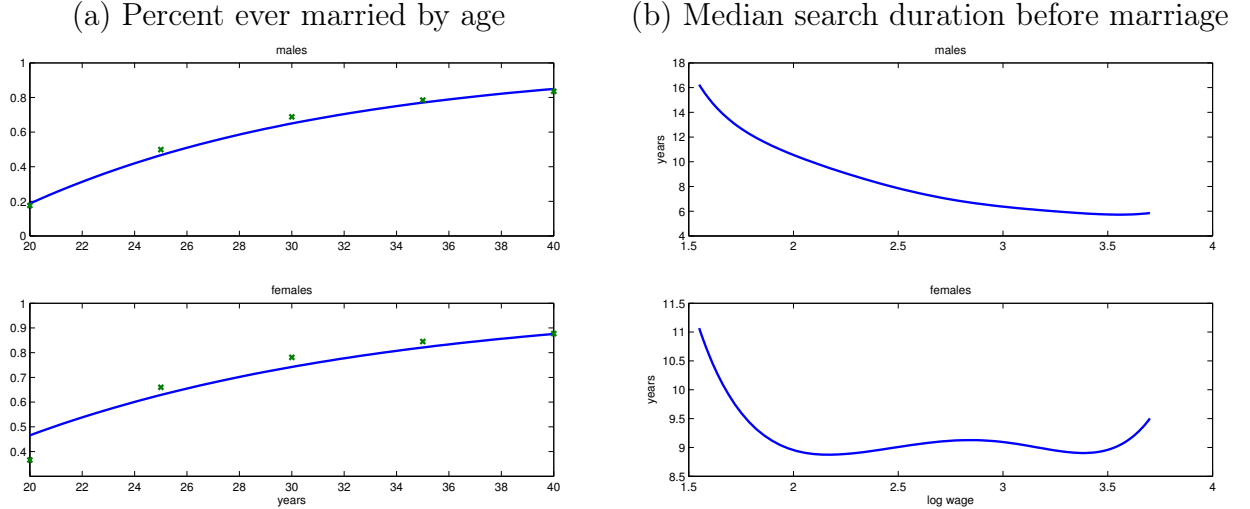 (a) Percent ever married by age
males
1
0.8
0.6
0.4
0.2
0
20 22 24 26 28 30 32 34 36 38 40
females
1
0.9
0.8
0.7
0.6
0.5
0.4
20 22 24 26 28 30 32 34 36 38 40
years
(b) Median search duration before marriage
males
18
16
14
12
10
8
6
4
years
1.5 2 2.5 3 3.5 4
females
11.5
11
10.5
10
9.5
9
8.5
years
1.5 2 2.5 3 3.5 4
log wage